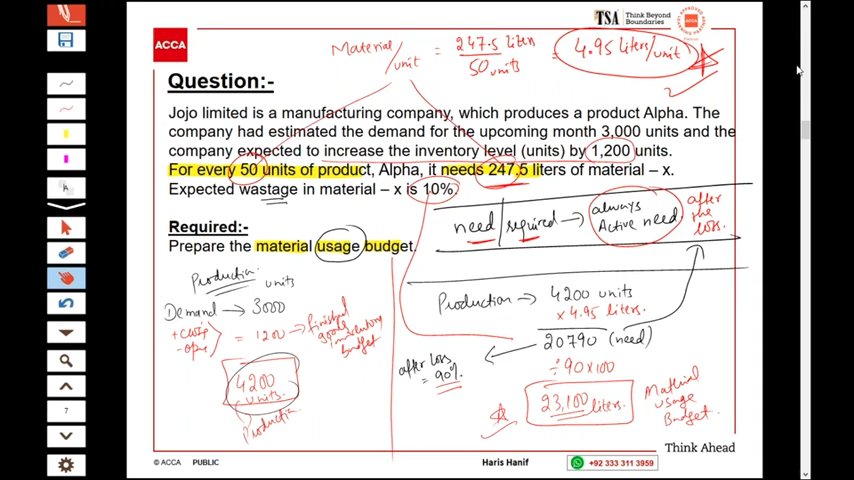 TSA Think Beyond Boundaries
ACCA
ACCA
Material/unit = 247.5 liter / 50 units = 4.95 liters/unit
Question:-
Jojo limited is a manufacturing company, which produces a product Alpha. The
company had estimated the demand for the upcoming month 3,000 units and the
company expected to increase the inventory level (units) by 1,200 units.
For every 50 units of product, Alpha, it needs 247.5 liters of material – x.
Expected wastage in material – x is 10%.
need/required → always Active need. after the loss.
Required:-
Prepare the material usage budget.
Production units
Demand → 3000
= 1200 → finished goods inventory budget
4200 units.
Production
Production → 4200 units
x 4.95 liters.
20790 (need)
after loss = 90%
÷ 90 x 100
23,100 liters.
Material Usage Budget.
Think Ahead
© ACCA PUBLIC
Haris Hanif
+92 333 311 3959
7